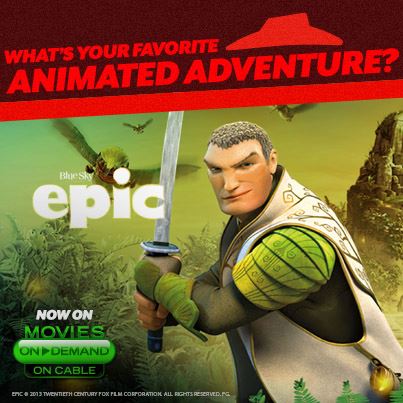 WHAT'S YOUR FAVORITE
ANIMATED ADVENTURE?
Blue Sky
epic
NOW ON
MOVIES
ON DEMAND
ON CABLE
EPIC © 2013 TWENTIETH CENTURY FOX FILM CORPORATION. ALL RIGHTS RESERVED. PG.